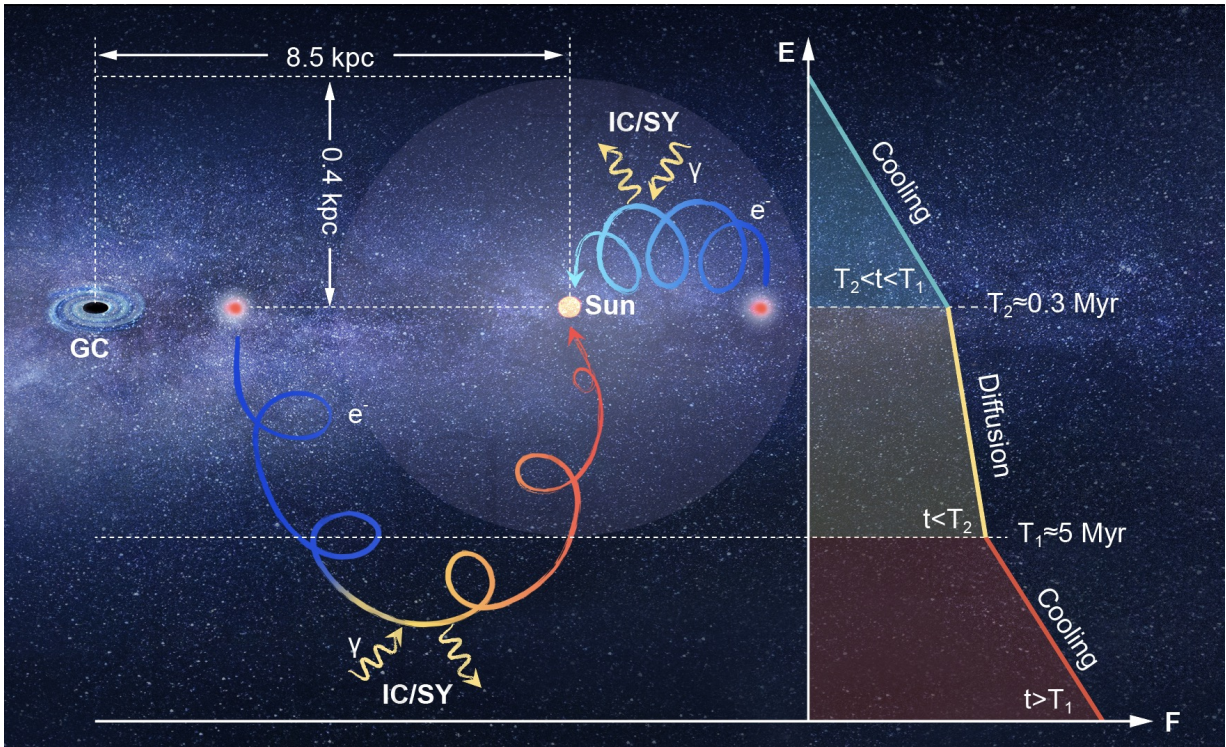 8.5 kpc
0.4 kpc
IC/SY
γ
e⁻
Sun
GC
e⁻
γ
IC/SY
E
Cooling
T₂<t<T₁
T₂≈0.3 Myr
Diffusion
t<T₂
T₁≈5 Myr
Cooling
t>T₁
F